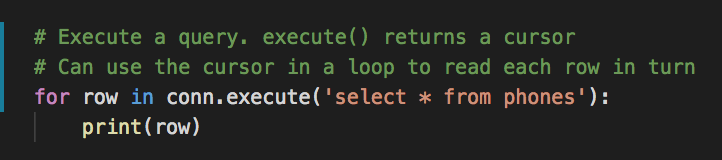 # Execute a query. execute() returns a cursor
# Can use the cursor in a loop to read each row in turn
for row in conn.execute('select * from phones'):
    print(row)